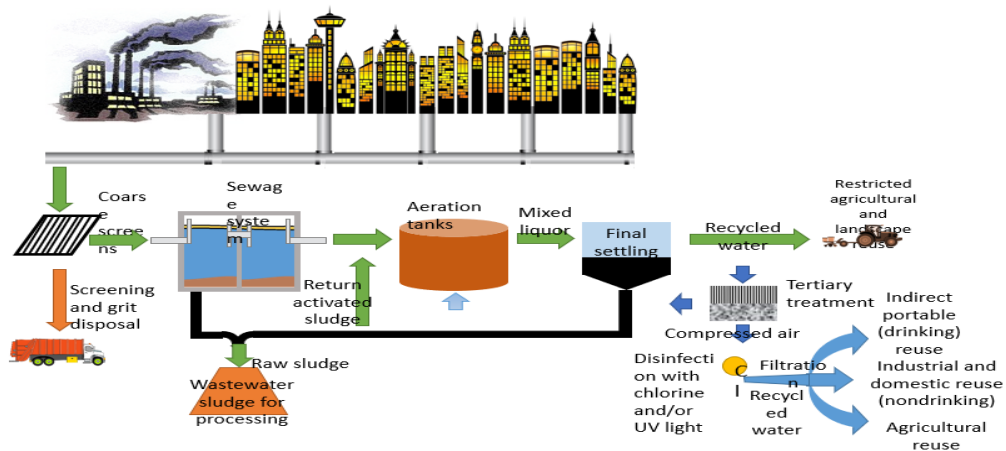 Coars
e
scree
ns
Sewag
e
syste
m
Aeration
tanks
Mixed
liquor
Final
settling
Recycled
water
Restricted
agricultural
and
landscape
reuse
Screening
and grit
disposal
Return
activated
sludge
Tertiary
treatment
Compressed air
Indirect
portable
(drinking)
reuse
Raw sludge
Wastewater
sludge for
processing
Disinfecti
on with
chlorine
and/or
UV light
C
l
Filtratio
n
Recyc
led
water
Industrial and
domestic reuse
(nondrinking)
Agricultural
reuse